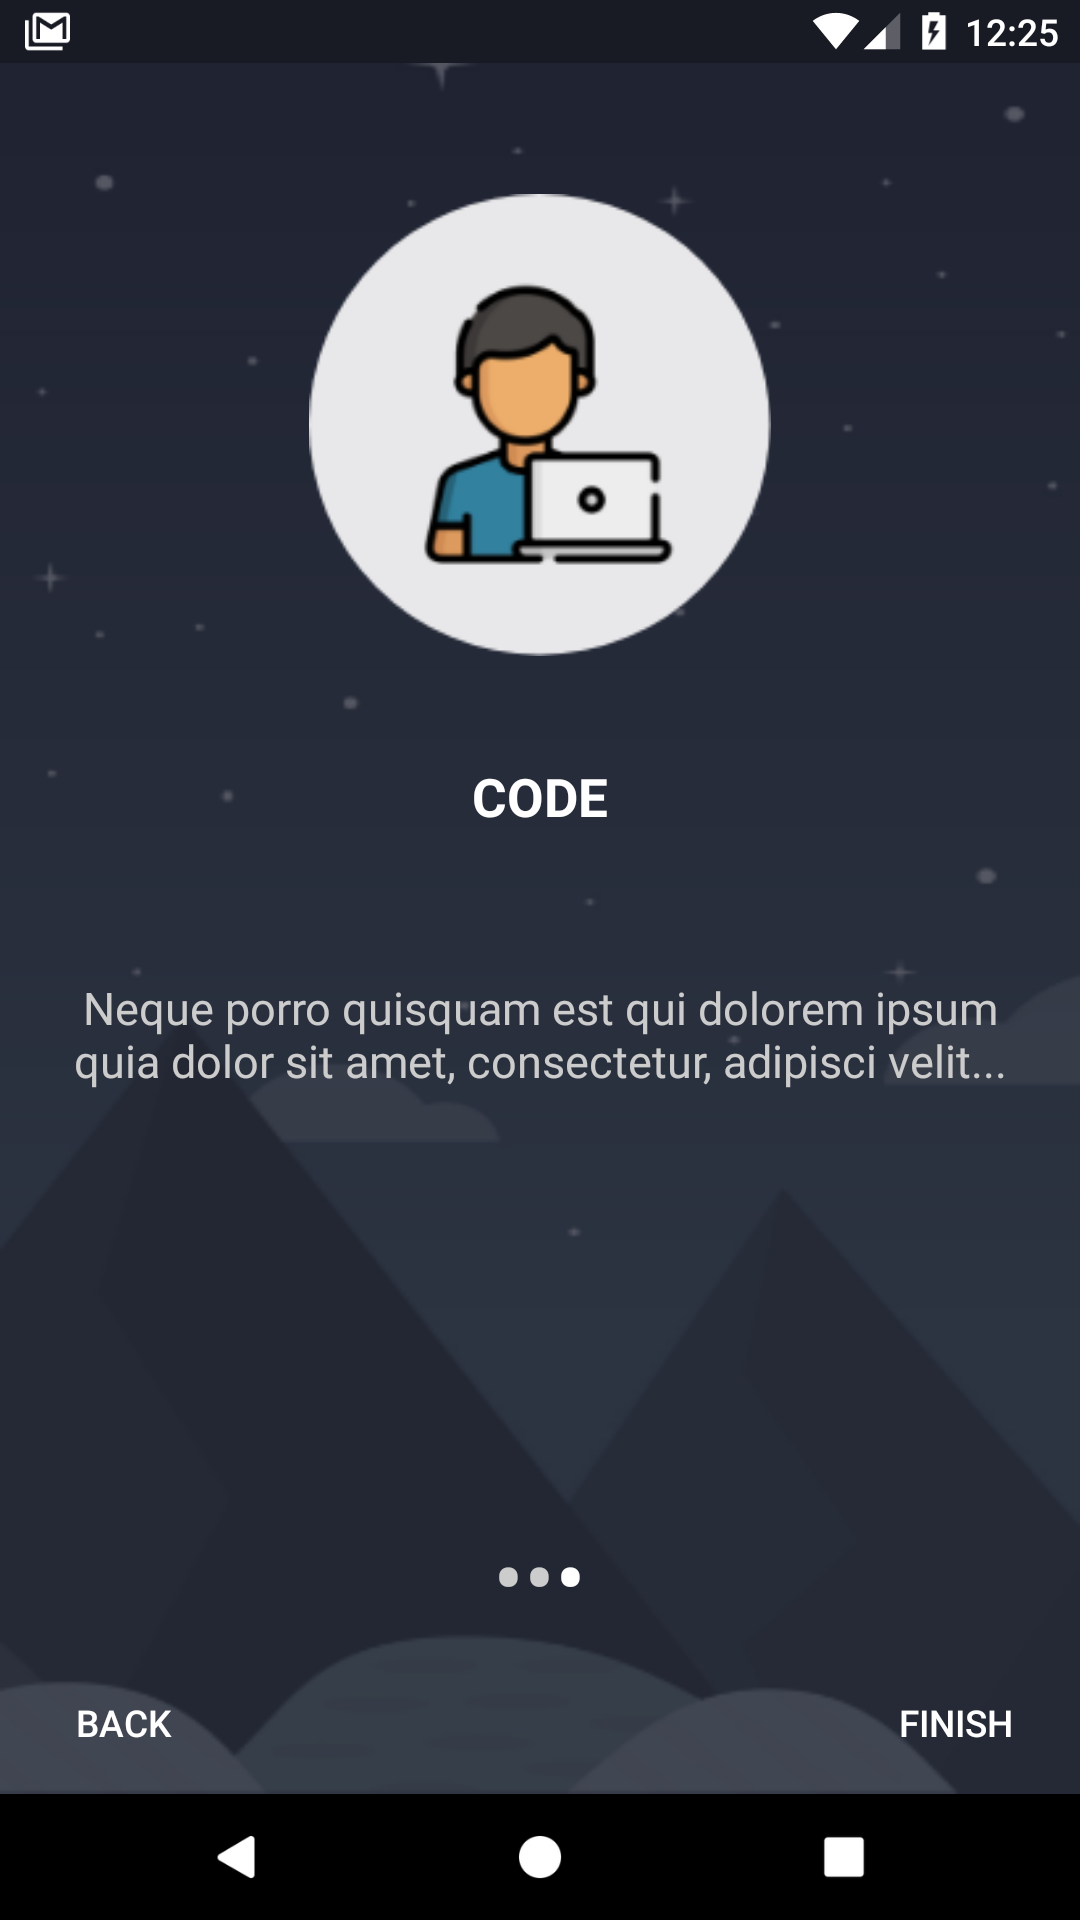 12:25
CODE
Neque porro quisquam est qui dolorem ipsum
quia dolor sit amet, consectetur, adipisci velit...
BACK
FINISH